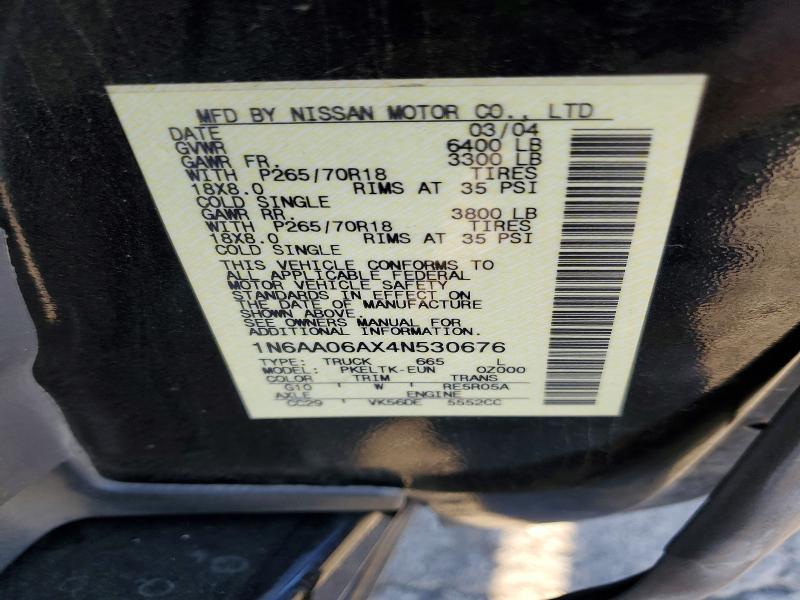 MFD BY NISSAN MOTOR CO., LTD
DATE 03/04
GVWR 6400 LB
GAWR FR. 3300 LB
WITH P265/70R18 TIRES
18X8.0 RIMS AT 35 PSI
COLD SINGLE
GAWR RR. 3800 LB
WITH P265/70R18 TIRES
18X8.0 RIMS AT 35 PSI
COLD SINGLE
THIS VEHICLE CONFORMS TO
ALL APPLICABLE FEDERAL
MOTOR VEHICLE SAFETY
STANDARDS IN EFFECT ON
THE DATE OF MANUFACTURE
SHOWN ABOVE.
SEE OWNERS MANUAL FOR
ADDITIONAL INFORMATION
1N6AA06AX4N530676
TYPE: TRUCK 665 L
MODEL: PKELTK-EUN QZ000
COLOR TRIM TRANS
G10 W RE5R05A
AXLE ENGINE
CC29 VK56DE 5552CC